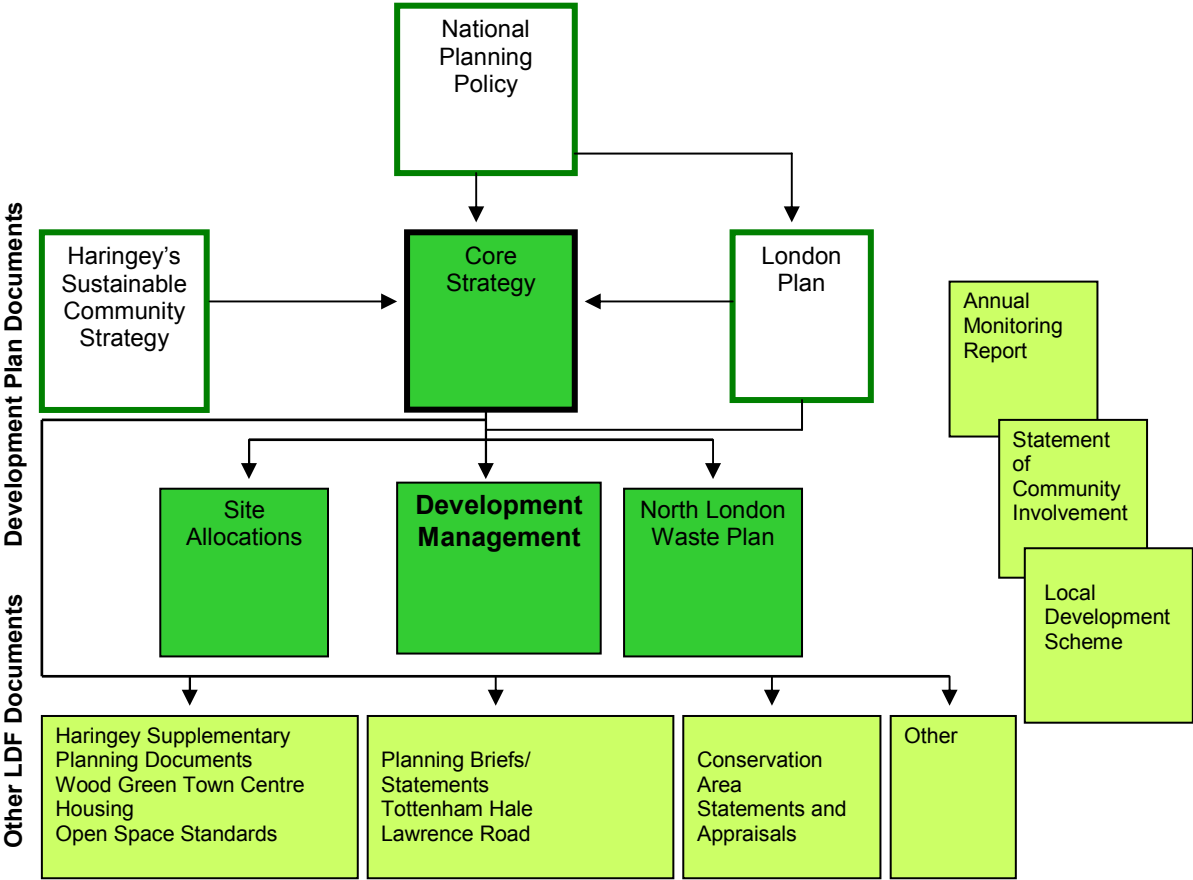 National
Planning
Policy
Development Plan Documents
Haringey’s
Sustainable
Community
Strategy
Core
Strategy
London
Plan
Annual
Monitoring
Report
Statement
of
Community
Involvement
Local
Development
Scheme
Site
Allocations
Development
Management
North London
Waste Plan
Other LDF Documents
Haringey Supplementary
Planning Documents
Wood Green Town Centre
Housing
Open Space Standards
Planning Briefs/
Statements
Tottenham Hale
Lawrence Road
Conservation
Area
Statements and
Appraisals
Other